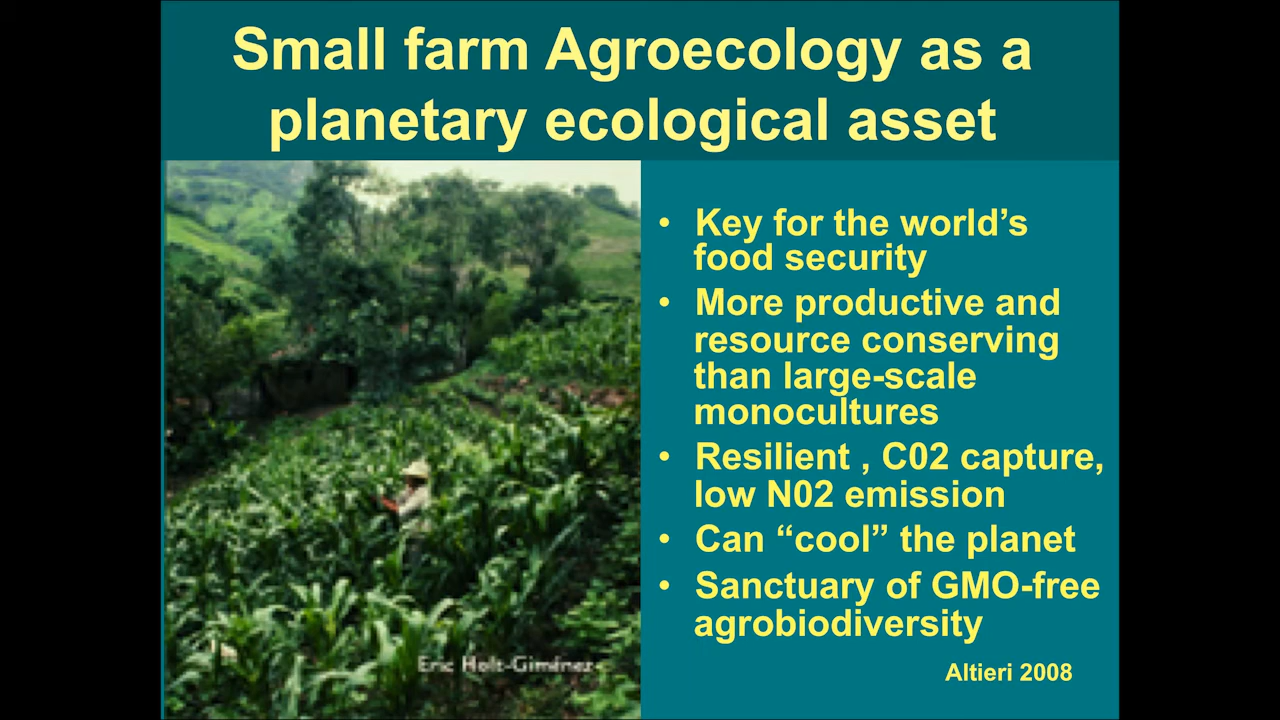 Small farm Agroecology as a
planetary ecological asset
• Key for the world’s
food security
• More productive and
resource conserving
than large-scale
monocultures
• Resilient , C02 capture,
low N02 emission
• Can “cool” the planet
• Sanctuary of GMO-free
agrobiodiversity
Altieri 2008
Eric Holt-Giménez